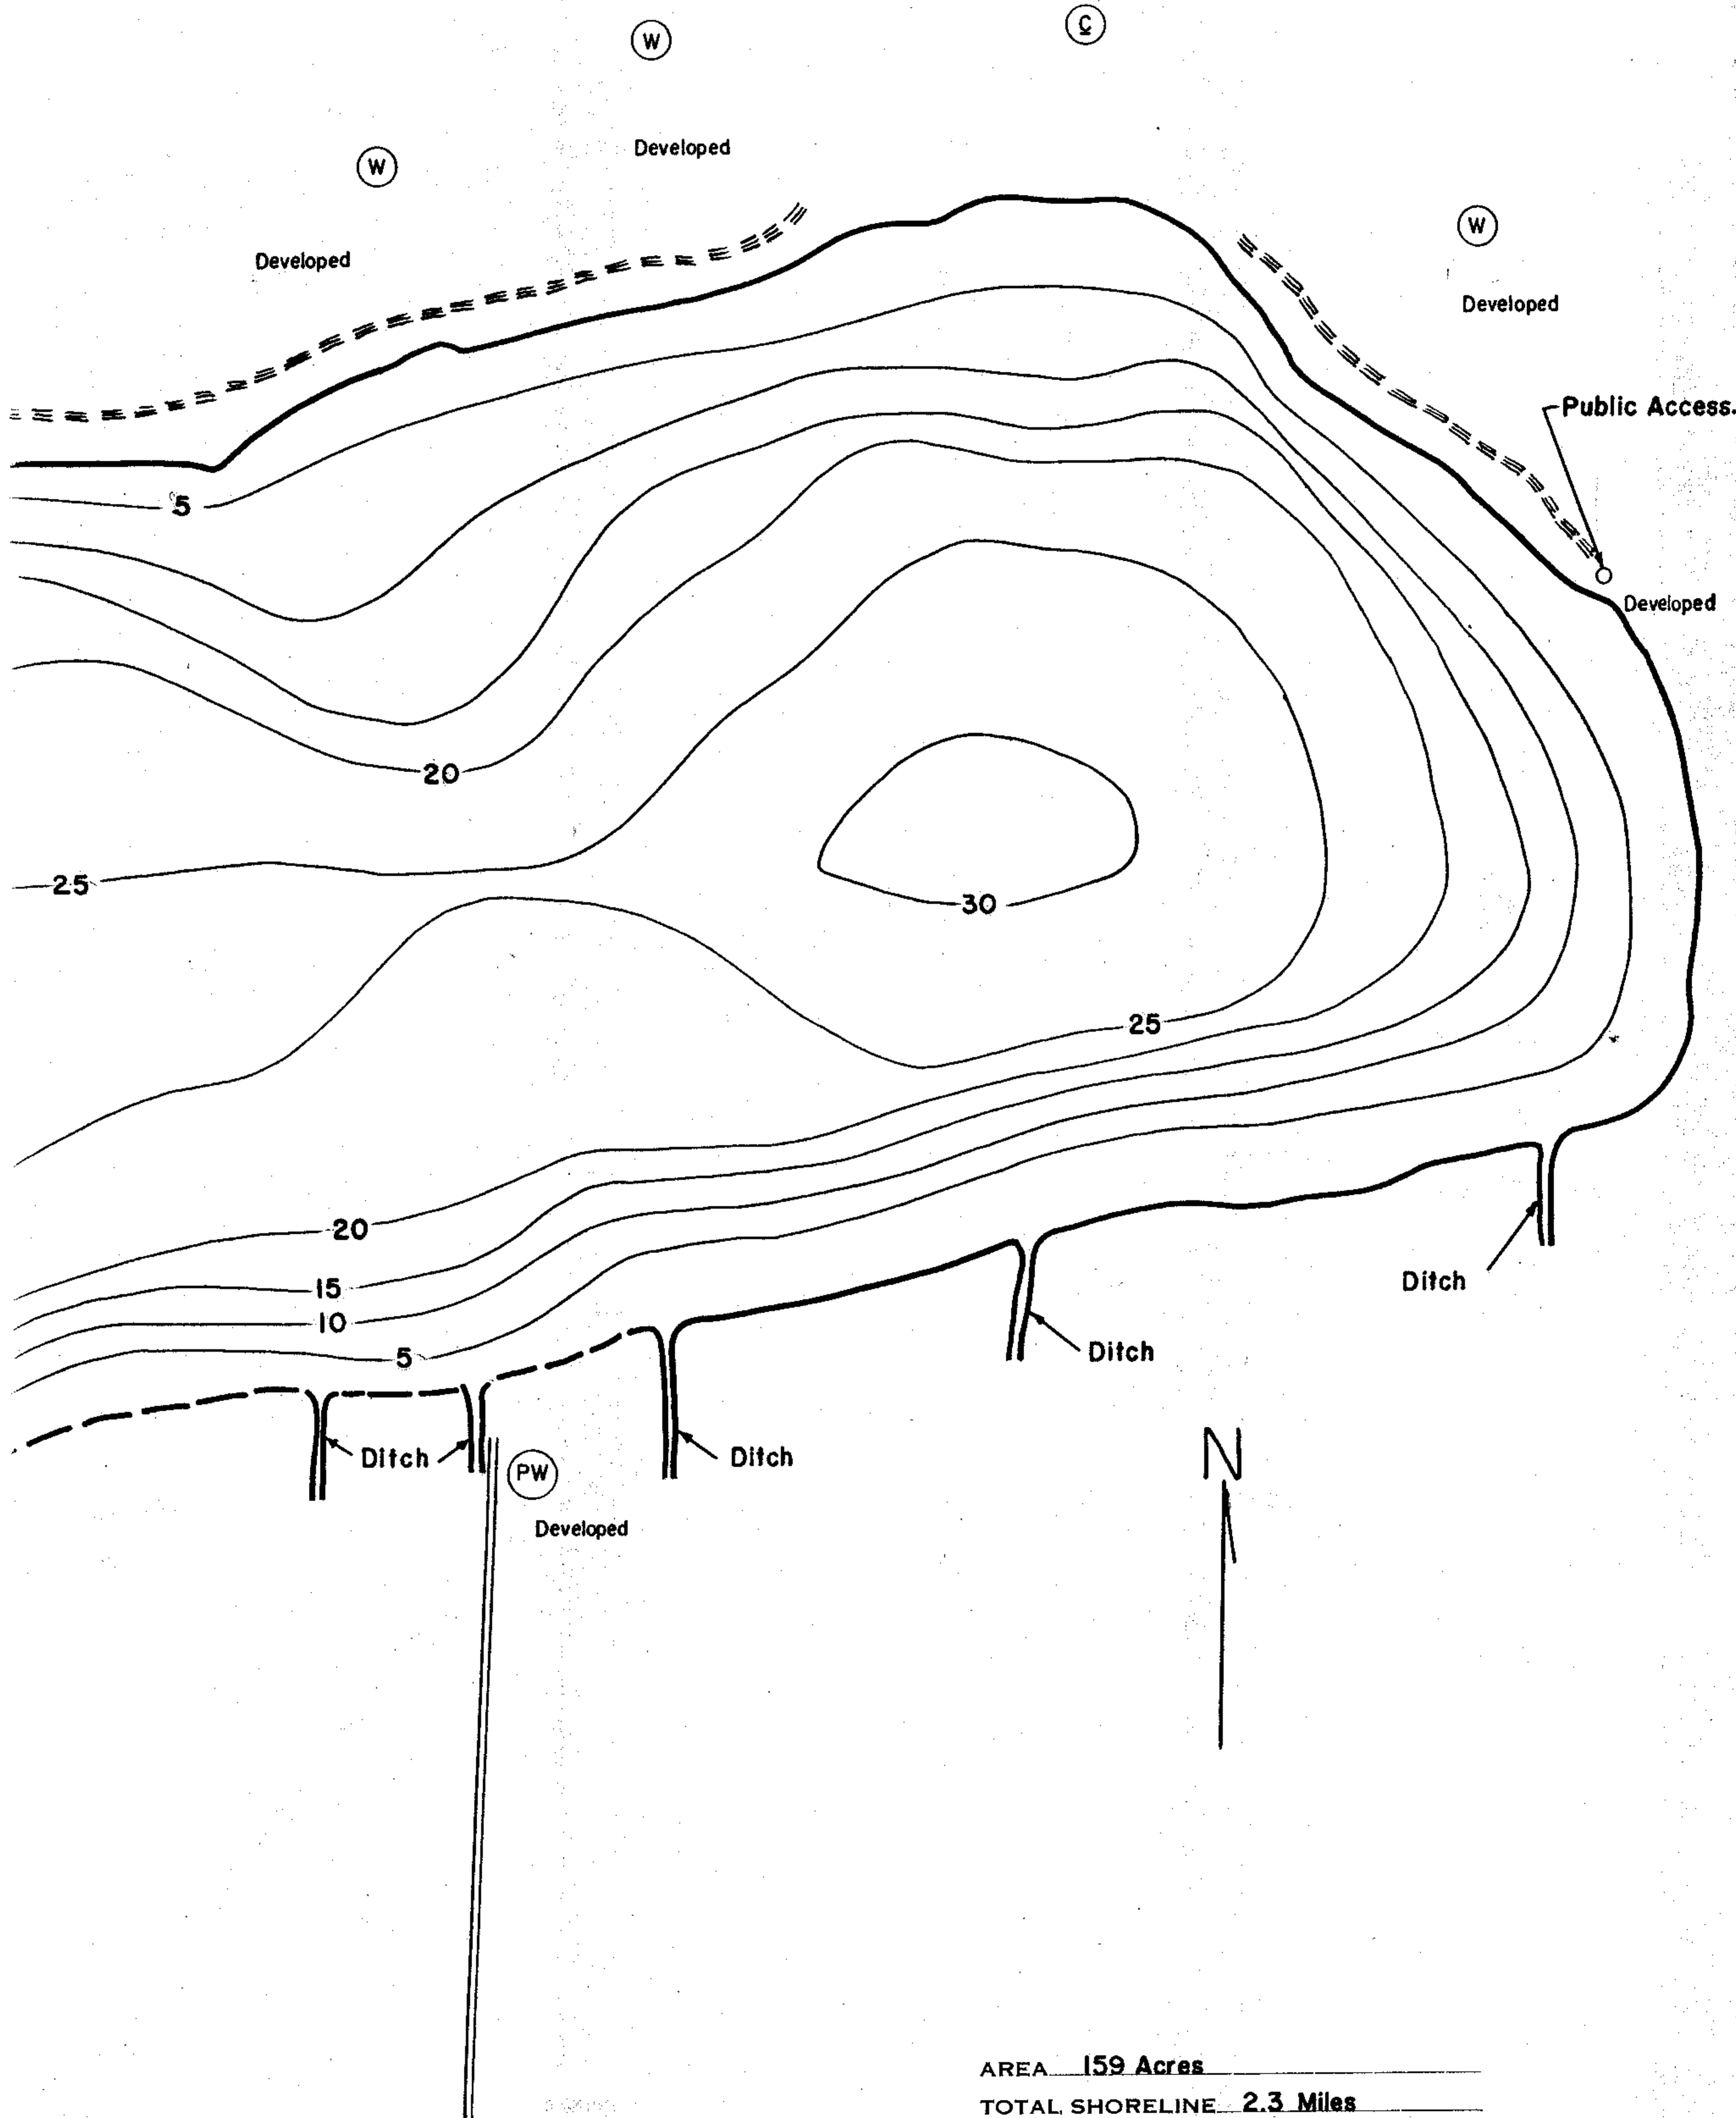 C
W
Developed
W
W
Developed
Developed
Public Access.
5
Developed
20
25
30
25
20
Ditch
15
10
Ditch
5
N
Ditch
Ditch
PW
Developed
AREA 159 Acres
TOTAL SHORELINE 2.3 Miles